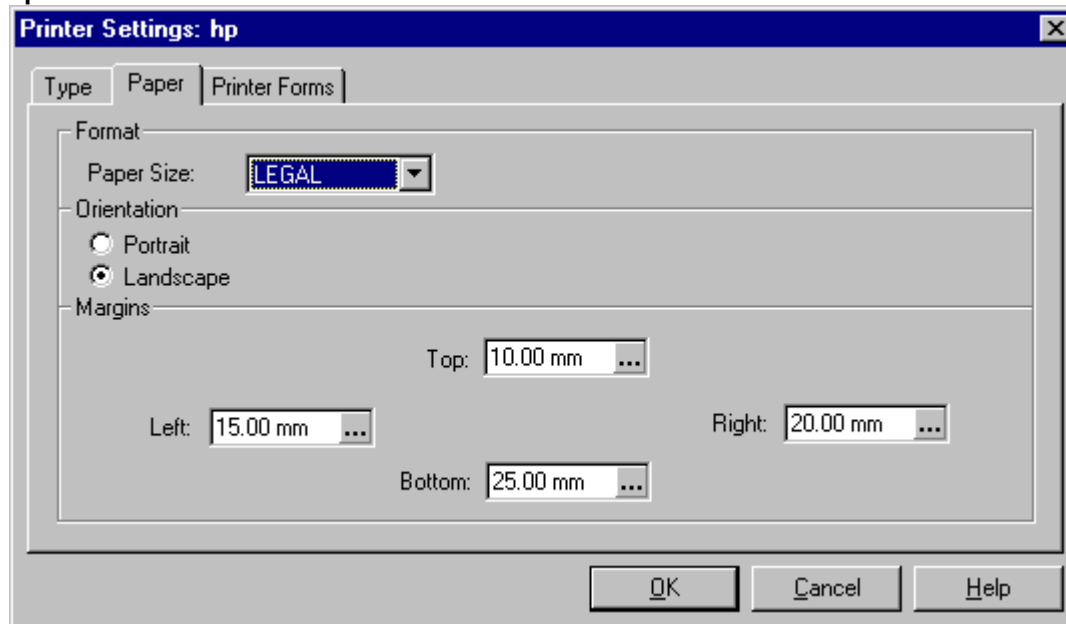 Printer Settings: hp
Type Paper Printer Forms
Format
Paper Size: LEGAL
Orientation
Portrait
Landscape
Margins
Top: 10.00 mm ...
Left: 15.00 mm ... Right: 20.00 mm ...
Bottom: 25.00 mm ...
OK Cancel Help